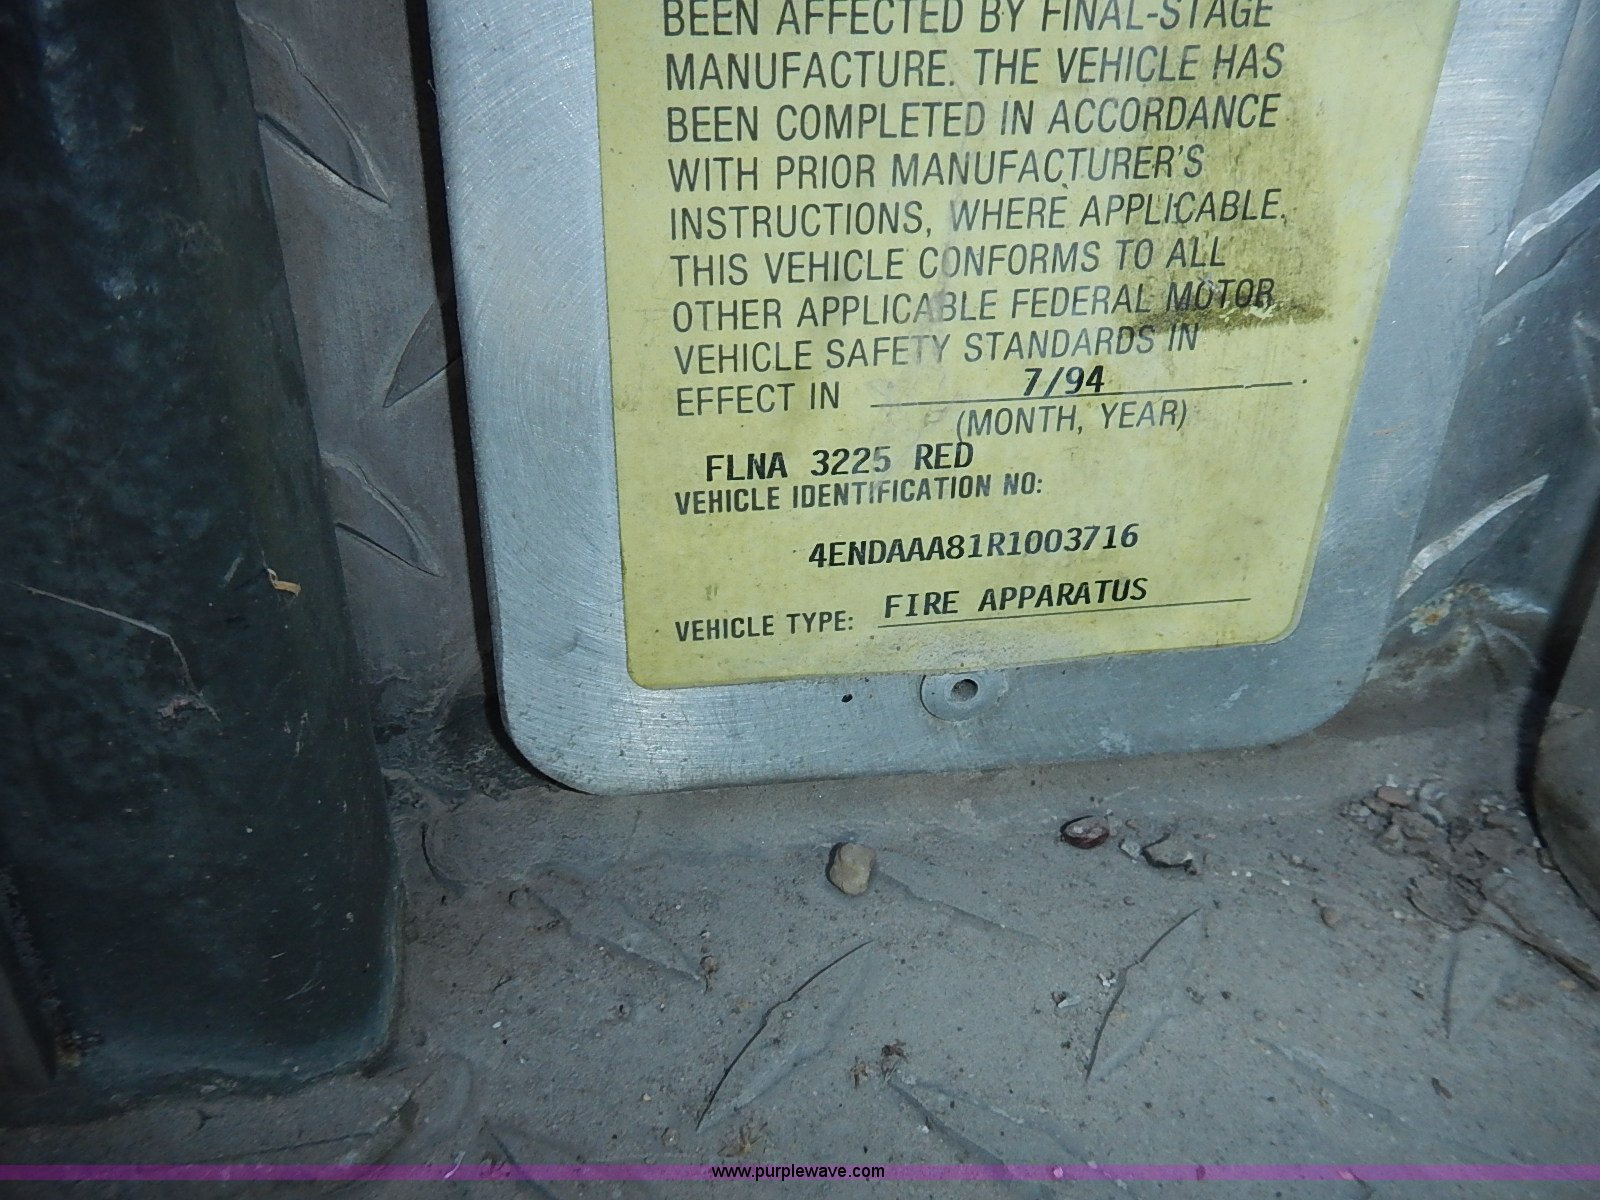 BEEN AFFECTED BY FINAL-STAGE
MANUFACTURE. THE VEHICLE HAS
BEEN COMPLETED IN ACCORDANCE
WITH PRIOR MANUFACTURER'S
INSTRUCTIONS, WHERE APPLICABLE.
THIS VEHICLE CONFORMS TO ALL
OTHER APPLICABLE FEDERAL MOTOR
VEHICLE SAFETY STANDARDS IN
EFFECT IN 7/94.
(MONTH, YEAR)
FLNA 3225 RED
VEHICLE IDENTIFICATION NO:
4ENDAAA81R1003716
VEHICLE TYPE: FIRE APPARATUS
www.purplewave.com